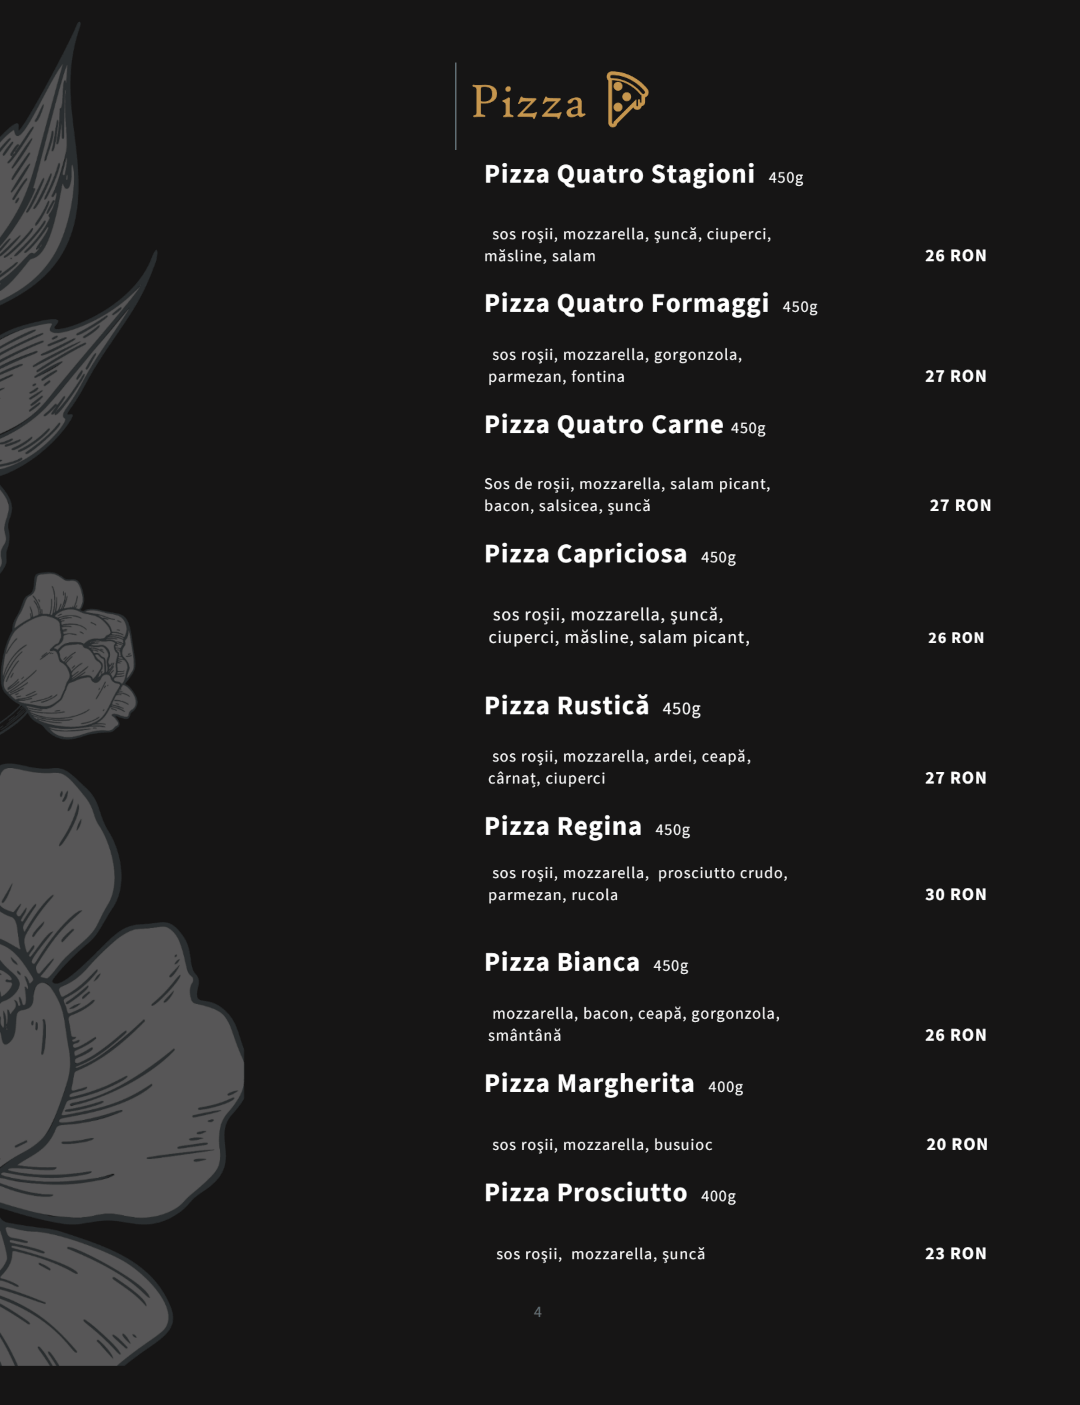 Pizza
Pizza Quatro Stagioni 450g
sos roşii, mozzarella, şuncă, ciuperci,
măsline, salam 26 RON
Pizza Quatro Formaggi 450g
sos roşii, mozzarella, gorgonzola,
parmezan, fontina 27 RON
Pizza Quatro Carne 450g
Sos de roșii, mozzarella, salam picant,
bacon, salsicea, şuncă 27 RON
Pizza Capriciosa 450g
sos roşii, mozzarella, şuncă,
ciuperci, măsline, salam picant, 26 RON
Pizza Rustică 450g
sos roşii, mozzarella, ardei, ceapă,
cârnaţ, ciuperci 27 RON
Pizza Regina 450g
sos roşii, mozzarella, prosciutto crudo,
parmezan, rucola 30 RON
Pizza Bianca 450g
mozzarella, bacon, ceapă, gorgonzola,
smântână 26 RON
Pizza Margherita 400g
sos roşii, mozzarella, busuioc 20 RON
Pizza Prosciutto 400g
sos roşii, mozzarella, şuncă 23 RON
4